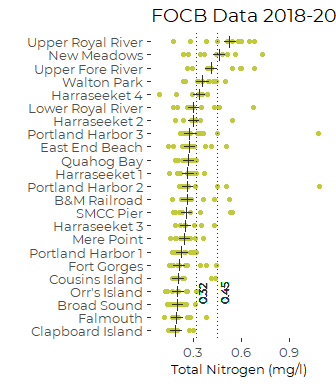 FOCB Data 2018-20
Upper Royal River
New Meadows
Upper Fore River
Walton Park
Harraseeket 4
Lower Royal River
Harraseeket 2
Portland Harbor 3
East End Beach
Quahog Bay
Harraseeket 1
Portland Harbor 2
B&M Railroad
SMCC Pier
Harraseeket 3
Mere Point
Portland Harbor 1
Fort Gorges
Cousins Island
Orr's Island
Broad Sound
Falmouth
Clapboard Island
0.32
0.45
0.3 0.6 0.9
Total Nitrogen (mg/l)